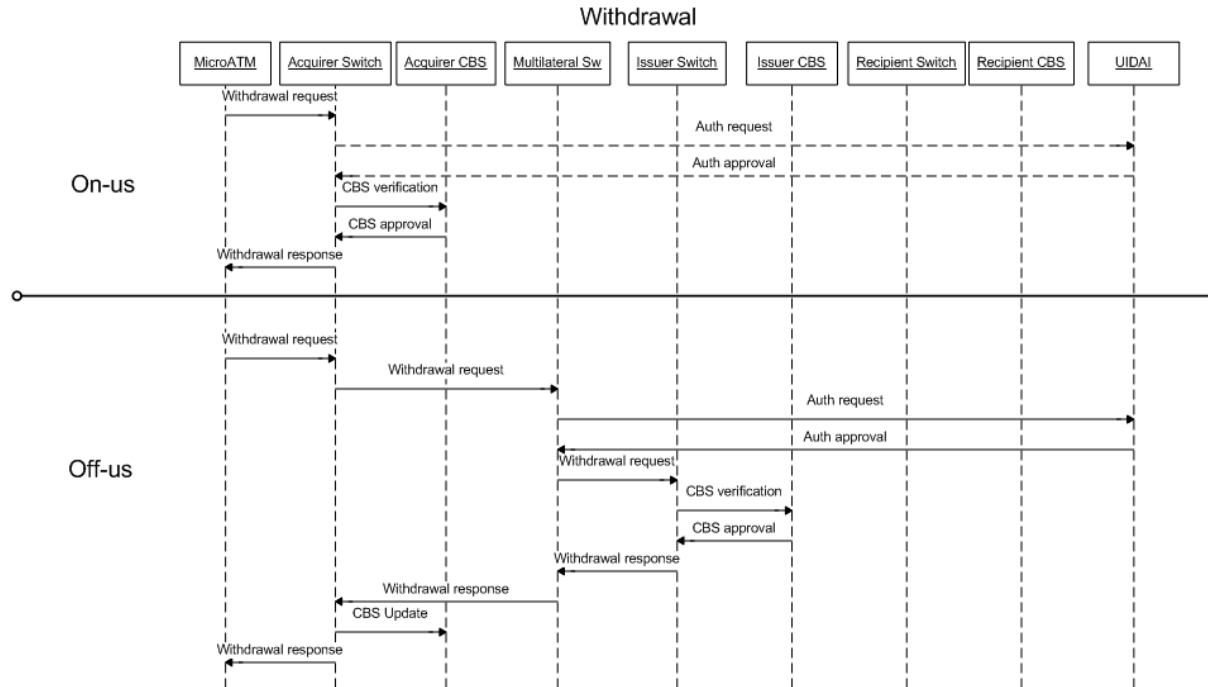 Withdrawal
MicroATM
Acquirer Switch
Acquirer CBS
Multilateral Sw
Issuer Switch
Issuer CBS
Recipient Switch
Recipient CBS
UIDAI
Withdrawal request
Auth request
Auth approval
On-us
CBS verification
CBS approval
Withdrawal response
Withdrawal request
Withdrawal request
Auth request
Auth approval
Off-us
Withdrawal request
CBS verification
CBS approval
Withdrawal response
Withdrawal response
CBS Update
Withdrawal response